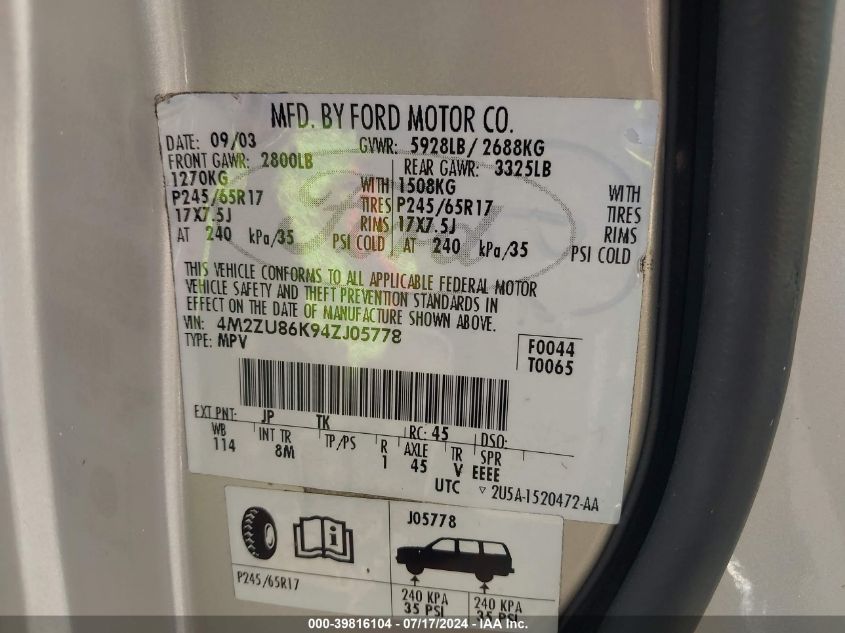 MFD. BY FORD MOTOR CO.
DATE: 09/03 GVWR: 5928LB/ 2688KG
FRONT GAWR: 2800LB REAR GAWR: 3325LB
1270KG WITH 1508KG WITH
P245/65R17 TIRES P245/65R17 TIRES
17X7.5J RIMS 17X7.5J RIMS
AT 240 kPa/35 PSI COLD AT 240 kPa/35 PSI COLD
Ford
THIS VEHICLE CONFORMS TO ALL APPLICABLE FEDERAL MOTOR
VEHICLE SAFETY AND THEFT PREVENTION STANDARDS IN
EFFECT ON THE DATE OF MANUFACTURE SHOWN ABOVE.
VIN: 4M2ZU86K94ZJ05778
TYPE: MPV
F0044
T0065
EXT PNT: JP TK RC: 45 DSO:
WB INT TR TP/PS R AXLE TR SPR
114 8M 1 45 V EEEE
UTC ▽ 2U5A-1520472-AA
J05778
P245/65R17
240 KPA 240 KPA
35 PSI 35 PSI
000-39816104 - 07/17/2024 - IAA Inc.